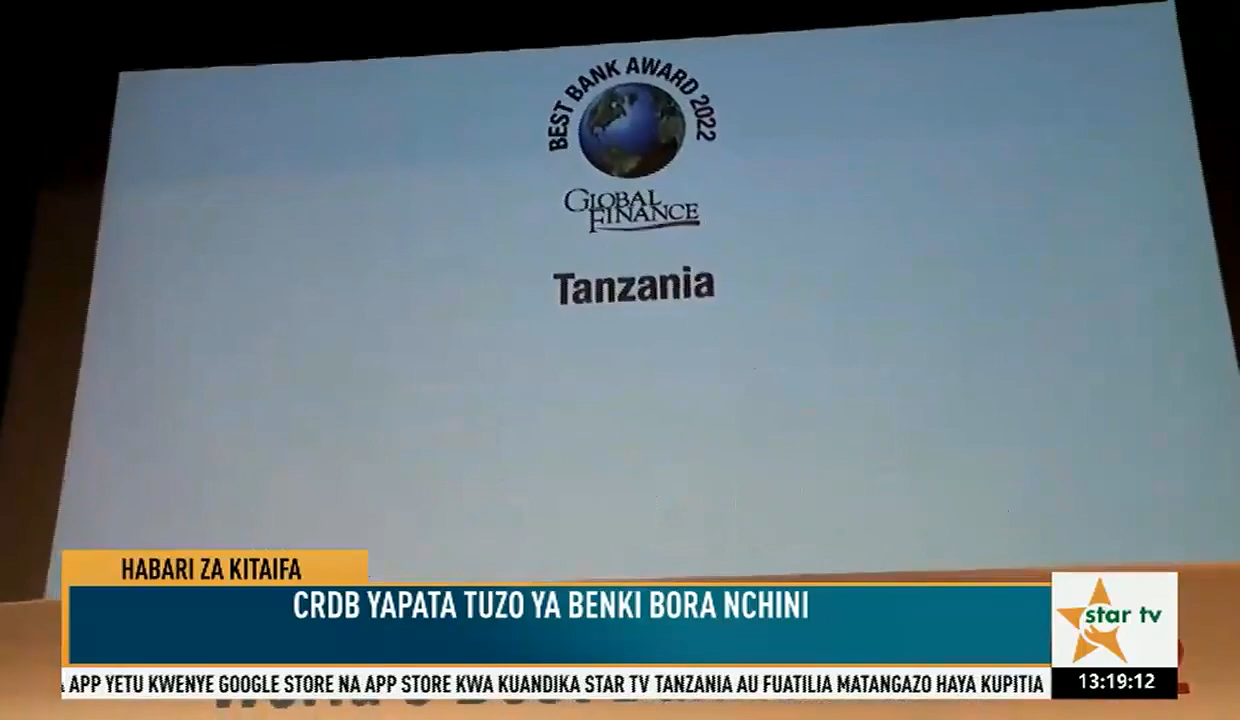 BEST BANK AWARD 2022
GLOBAL
FINANCE
Tanzania
HABARI ZA KITAIFA
CRDB YAPATA TUZO YA BENKI BORA NCHINI
star tv
APP YETU KWENYE GOOGLE STORE NA APP STORE KWA KUANDIKA STAR TV TANZANIA AU FUATILIA MATANGAZO HAYA KUPITIA
13:19:12